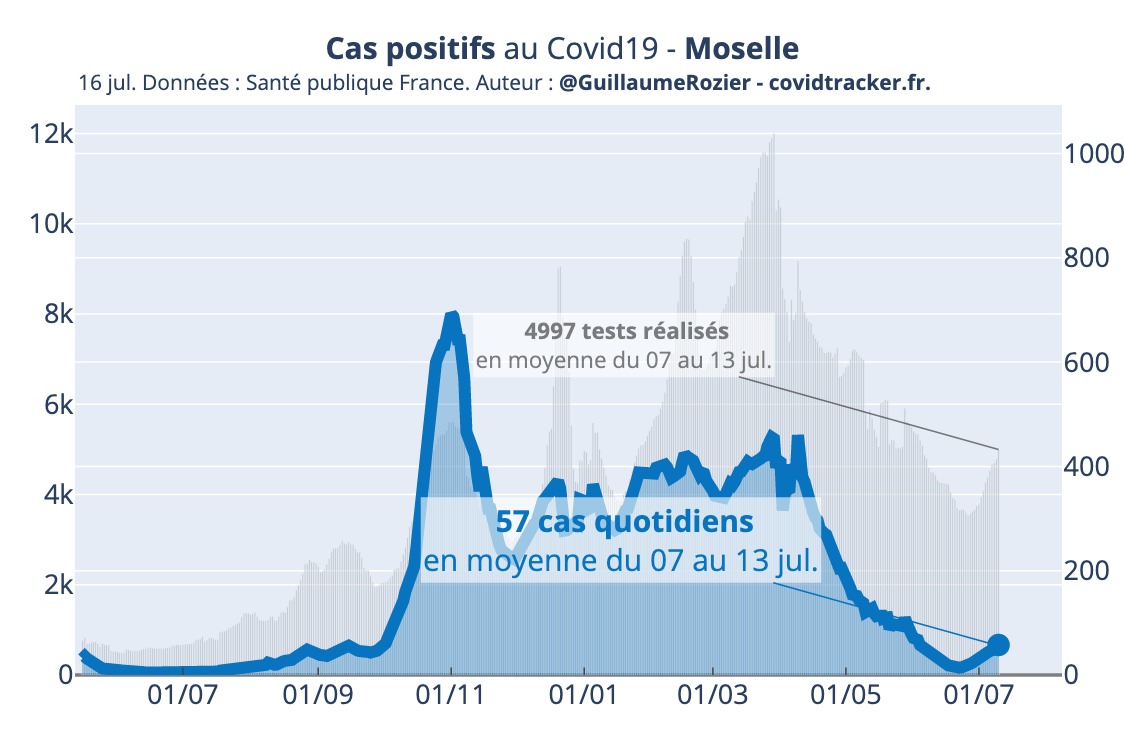 Cas positifs au Covid19 - Moselle
16 jul. Données : Santé publique France. Auteur : @GuillaumeRozier - covidtracker.fr.
12k
1000
10k
800
8k
4997 tests réalisés
en moyenne du 07 au 13 jul.
600
6k
400
4k
57 cas quotidiens
en moyenne du 07 au 13 jul.
200
2k
0
0
01/07
01/09
01/11
01/01
01/03
01/05
01/07